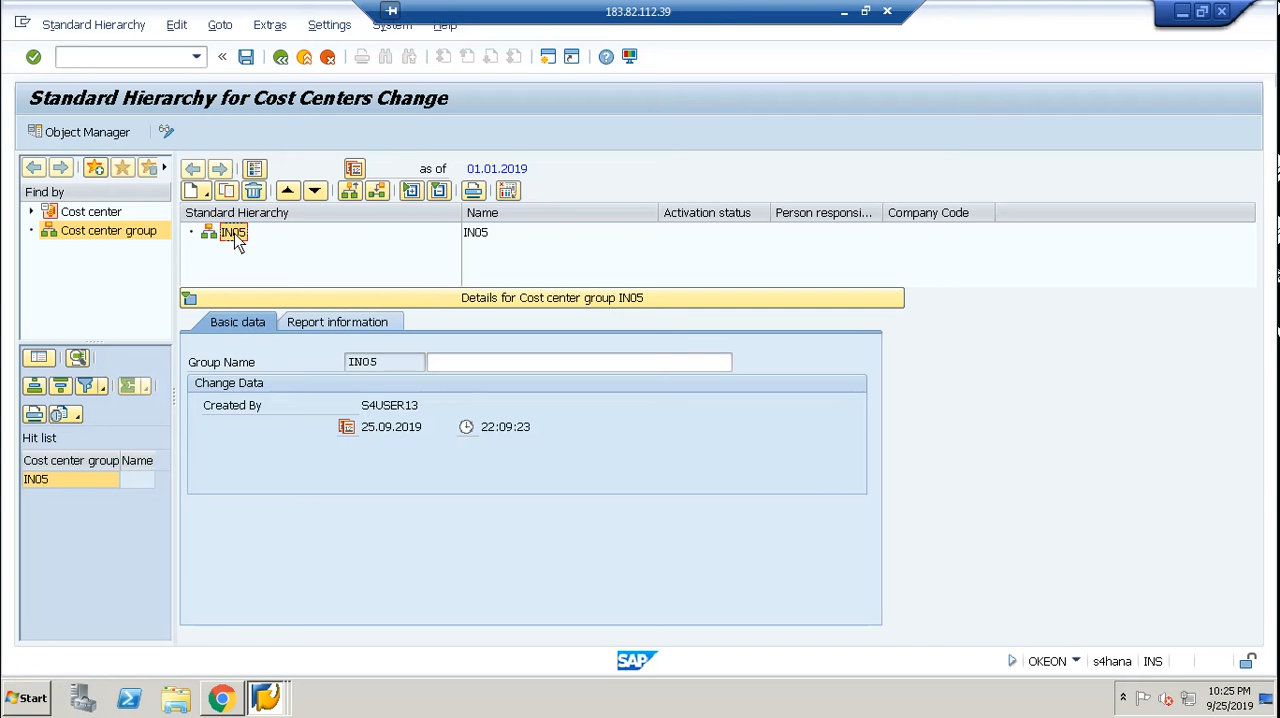 183.82.112.39
Standard Hierarchy Edit Goto Extras Settings System Help
«
Standard Hierarchy for Cost Centers Change
Object Manager
as of 01.01.2019
Find by
Cost center
Cost center group
Standard Hierarchy Name Activation status Person responsi... Company Code
IN05 IN05
Details for Cost center group IN05
Basic data Report information
Group Name IN05
Change Data
Created By S4USER13
25.09.2019 22:09:23
Hit list
Cost center group Name
IN05
SAP
OKEON s4hana INS
Start
10:25 PM
9/25/2019